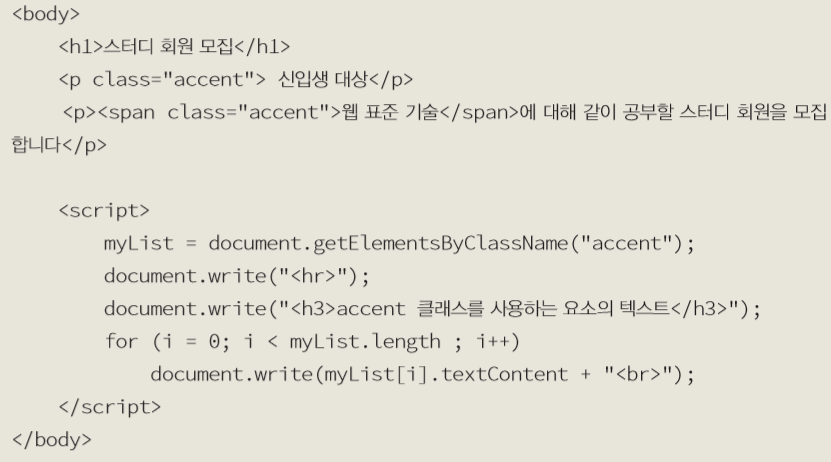 <body>
<h1>스터디 회원 모집</h1>
<p class="accent"> 신입생 대상</p>
<p><span class="accent">웹 표준 기술</span>에 대해 같이 공부할 스터디 회원을 모집
합니다</p>
<script>
myList = document.getElementsByClassName("accent");
document.write("<hr>");
document.write("<h3>accent 클래스를 사용하는 요소의 텍스트</h3>");
for (i = 0; i < myList.length ; i++)
document.write(myList[i].textContent + "<br>");
</script>
</body>